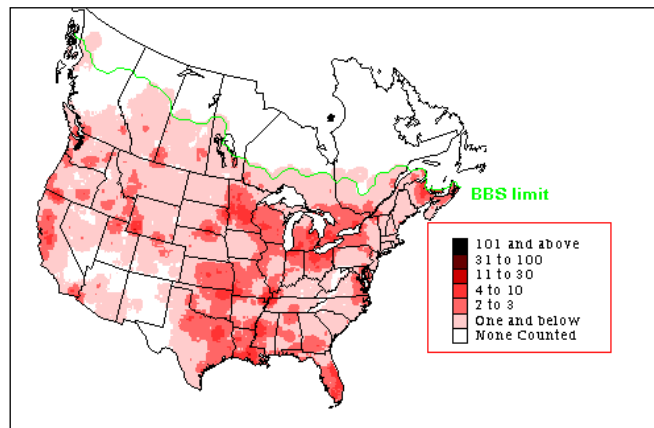 BBS limit
101 and above
31 to 100
11 to 30
4 to 10
2 to 3
One and below
None Counted